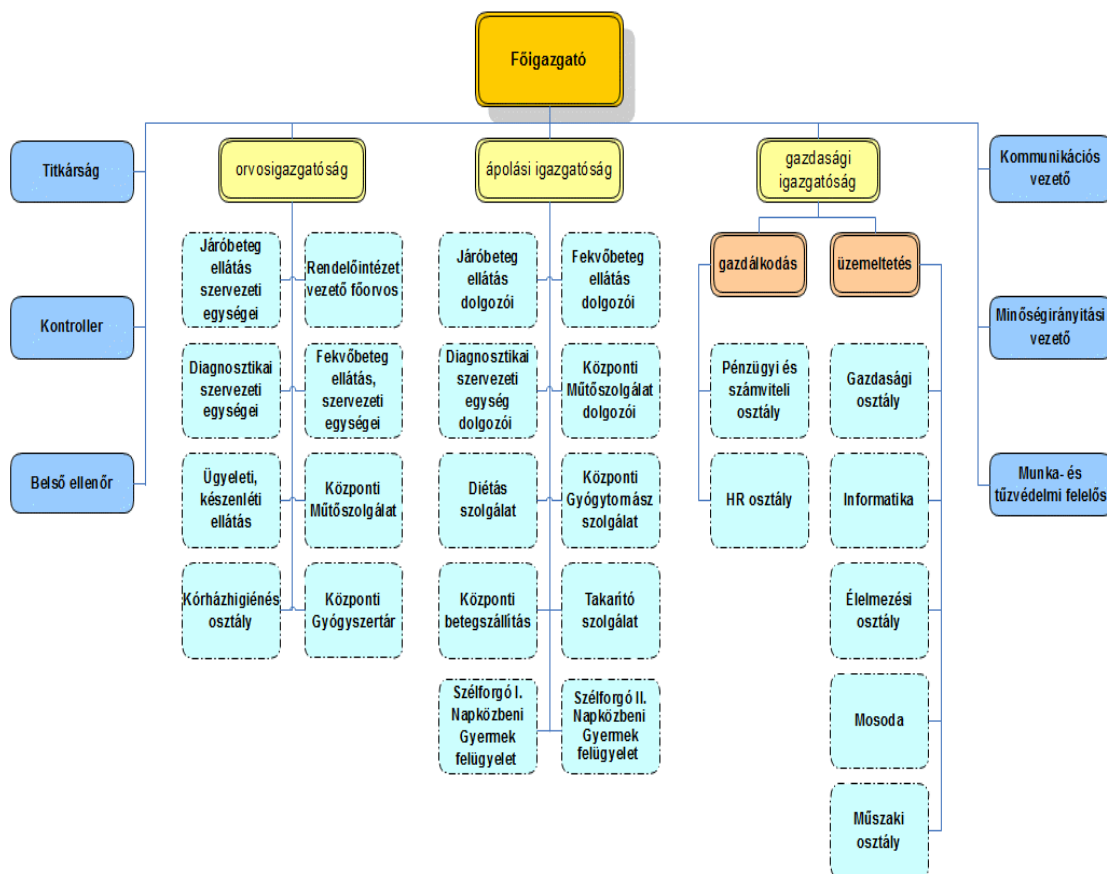 Főigazgató
Titkárság
Kontroller
Belső ellenőr
orvosigazgatóság
Járóbeteg
ellátás
szervezeti
egységei
Rendelőintézet
vezető főorvos
Diagnosztikai
szervezeti
egységei
Fekvőbeteg
ellátás,
szervezeti
egységei
Ügyeleti,
készenléti
ellátás
Központi
Műtőszolgálat
Kórházhigiénés
osztály
Központi
Gyógyszertár
ápolási igazgatóság
Járóbeteg
ellátás
dolgozói
Fekvőbeteg
ellátás
dolgozói
Diagnosztikai
szervezeti
egység
dolgozói
Központi
Műtőszolgálat
dolgozói
Diétás
szolgálat
Központi
Gyógytornász
szolgálat
Központi
betegszállítás
Takarító
szolgálat
Szélforgó I.
Napközbeni
Gyermek
felügyelet
Szélforgó II.
Napközbeni
Gyermek
felügyelet
gazdasági
igazgatóság
gazdálkodás
Pénzügyi és
számviteli
osztály
HR osztály
üzemeltetés
Gazdasági
osztály
Informatika
Élelmezési
osztály
Mosoda
Műszaki
osztály
Kommunikációs
vezető
Minőségirányítási
vezető
Munka- és
tűzvédelmi felelős